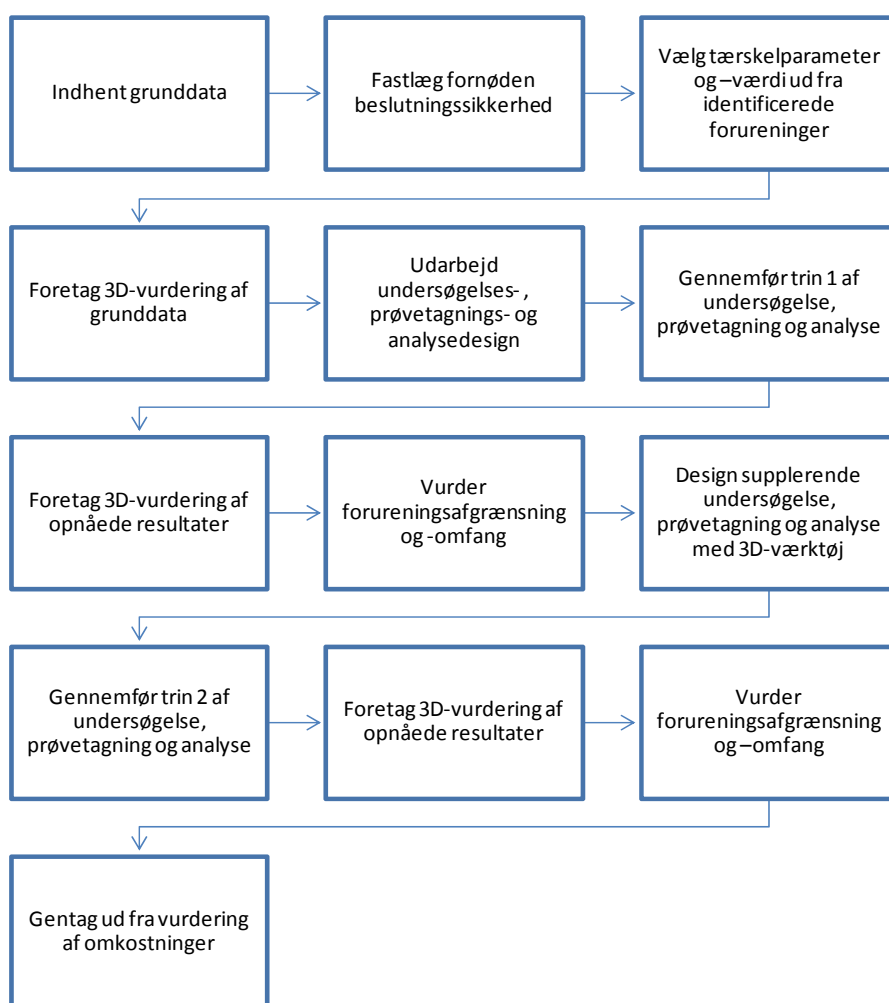 Indhent grunddata
Fastlæg fornøden
beslutningssikkerhed
Vælg tærskelparameter
og –værdi ud fra
identificerede
forureninger
Foretag 3D-vurdering af
grunddata
Udarbejd
undersøgelses- ,
prøvetagnings- og
analysedesign
Gennemfør trin 1 af
undersøgelse,
prøvetagning og analyse
Foretag 3D-vurdering af
opnåede resultater
Vurder
forureningsafgrænsning
og -omfang
Design supplerende
undersøgelse,
prøvetagning og analyse
med 3D-værktøj
Gennemfør trin 2 af
undersøgelse,
prøvetagning og analyse
Foretag 3D-vurdering af
opnåede resultater
Vurder
forureningsafgrænsning
og –omfang
Gentag ud fra vurdering
af omkostninger